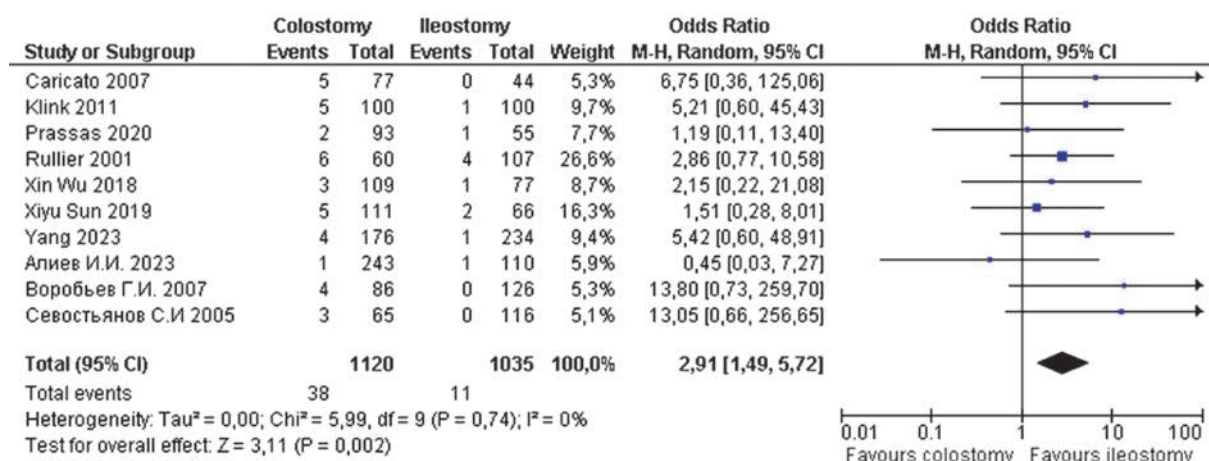 Colostomy Ileostomy Odds Ratio Odds Ratio
Study or Subgroup Events Total Events Total Weight M-H, Random, 95% CI M-H, Random, 95% CI
Caricato 2007 5 77 0 44 5,3% 6,75 [0,36, 125,06]
Klink 2011 5 100 1 100 9,7% 5,21 [0,60, 45,43]
Prassas 2020 2 93 1 55 7,7% 1,19 [0,11, 13,40]
Rullier 2001 6 60 4 107 26,6% 2,86 [0,77, 10,58]
Xin Wu 2018 3 109 1 77 8,7% 2,15 [0,22, 21,08]
Xiyu Sun 2019 5 111 2 66 16,3% 1,51 [0,28, 8,01]
Yang 2023 4 176 1 234 9,4% 5,42 [0,60, 48,91]
Алиев И.И. 2023 1 243 1 110 5,9% 0,45 [0,03, 7,27]
Воробьев Г.И. 2007 4 86 0 126 5,3% 13,80 [0,73, 259,70]
Севостьянов С.И 2005 3 65 0 116 5,1% 13,05 [0,66, 256,65]
Total (95% CI) 1120 1035 100,0% 2,91 [1,49, 5,72]
Total events 38 11
Heterogeneity: Tau² = 0,00; Chi² = 5,99, df = 9 (P = 0,74); I² = 0%
Test for overall effect: Z = 3,11 (P = 0,002)
0.01 0.1 1 10 100
Favours colostomy Favours ileostomy